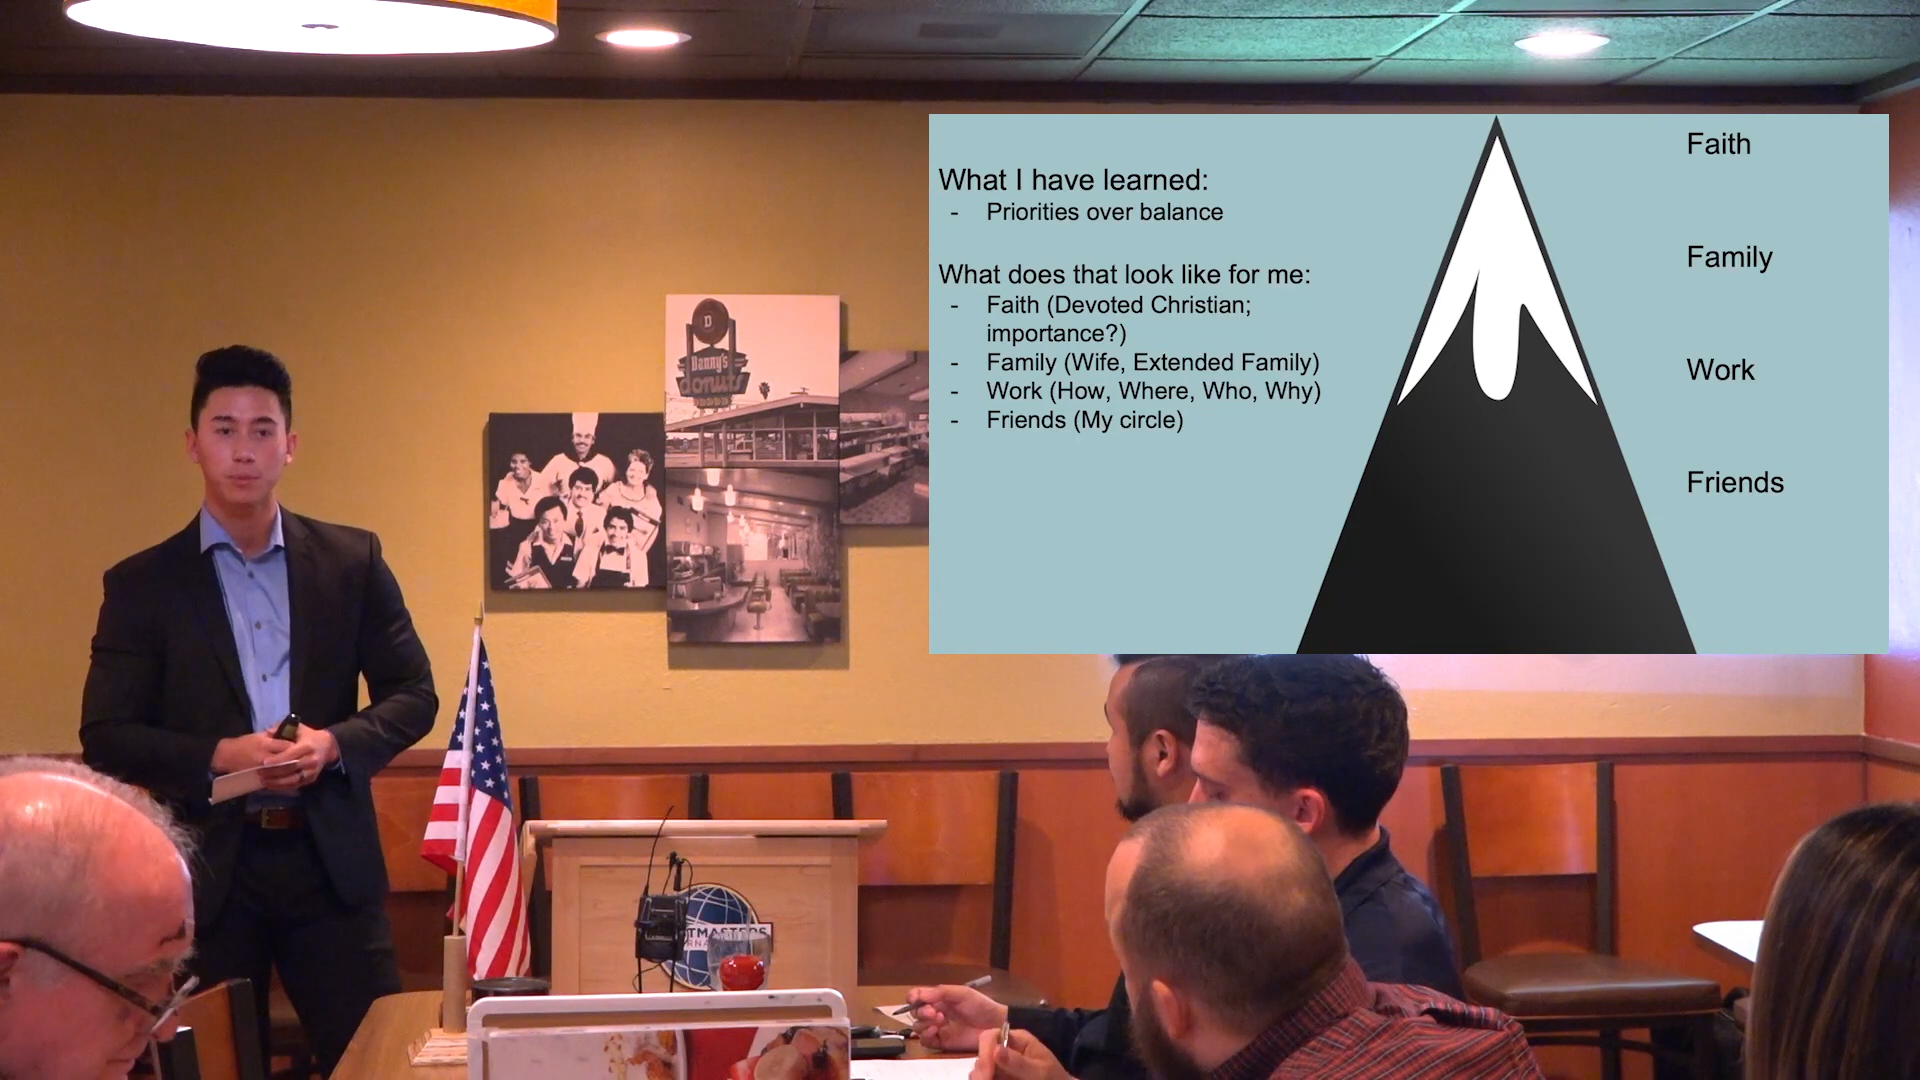 What I have learned:
- Priorities over balance
What does that look like for me:
- Faith (Devoted Christian;
importance?)
- Family (Wife, Extended Family)
- Work (How, Where, Who, Why)
- Friends (My circle)
Faith
Family
Work
Friends
D
Danny's
donuts